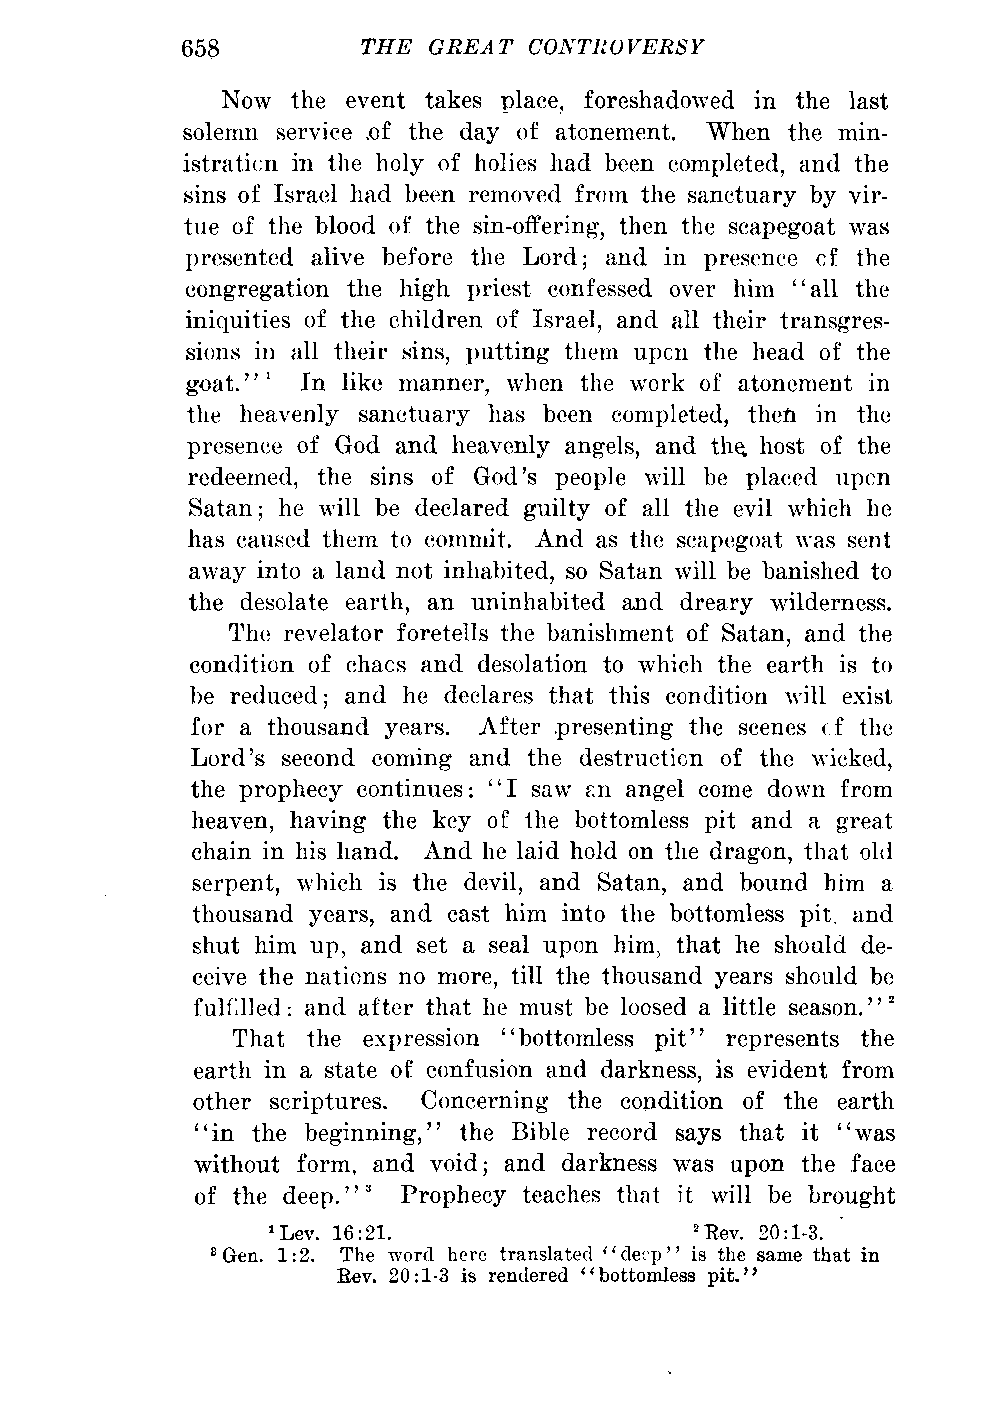 658 THE GREAT CONTROVERSY
Now the event takes place, foreshadowed in the last
solemn service of the day of atonement. When the min-
istration in the holy of holies had been completed, and the
sins of Israel had been removed from the sanctuary by vir-
tue of the blood of the sin-offering, then the scapegoat was
presented alive before the Lord; and in presence of the
congregation the high priest confessed over him "all the
iniquities of the children of Israel, and all their transgres-
sions in all their sins, putting them upon the head of the
goat."¹ In like manner, when the work of atonement in
the heavenly sanctuary has been completed, then in the
presence of God and heavenly angels, and the host of the
redeemed, the sins of God's people will be placed upon
Satan; he will be declared guilty of all the evil which he
has caused them to commit. And as the scapegoat was sent
away into a land not inhabited, so Satan will be banished to
the desolate earth, an uninhabited and dreary wilderness.
The revelator foretells the banishment of Satan, and the
condition of chaos and desolation to which the earth is to
be reduced; and he declares that this condition will exist
for a thousand years. After presenting the scenes of the
Lord's second coming and the destruction of the wicked,
the prophecy continues: "I saw an angel come down from
heaven, having the key of the bottomless pit and a great
chain in his hand. And he laid hold on the dragon, that old
serpent, which is the devil, and Satan, and bound him a
thousand years, and cast him into the bottomless pit, and
shut him up, and set a seal upon him, that he should de-
ceive the nations no more, till the thousand years should be
fulfilled: and after that he must be loosed a little season."²
That the expression "bottomless pit" represents the
earth in a state of confusion and darkness, is evident from
other scriptures. Concerning the condition of the earth
"in the beginning," the Bible record says that it "was
without form, and void; and darkness was upon the face
of the deep."³ Prophecy teaches that it will be brought
¹ Lev. 16:21. ² Rev. 20:1-3.
³ Gen. 1:2. The word here translated "deep" is the same that in
Rev. 20:1-3 is rendered "bottomless pit."